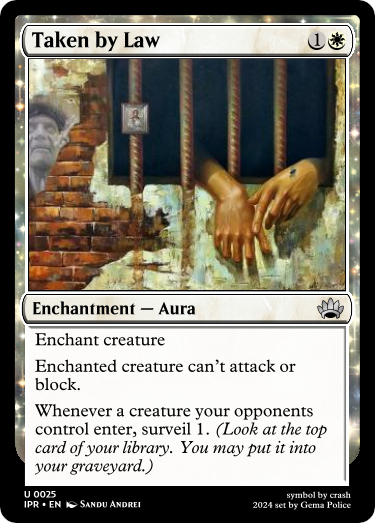 Taken by Law 1
Enchantment — Aura
Enchant creature
Enchanted creature can't attack or
block.
Whenever a creature your opponents
control enter, surveil 1. (Look at the top
card of your library. You may put it into
your graveyard.)
U 0025
IPR • EN Sandu Andrei
symbol by crash
2024 set by Gema Police